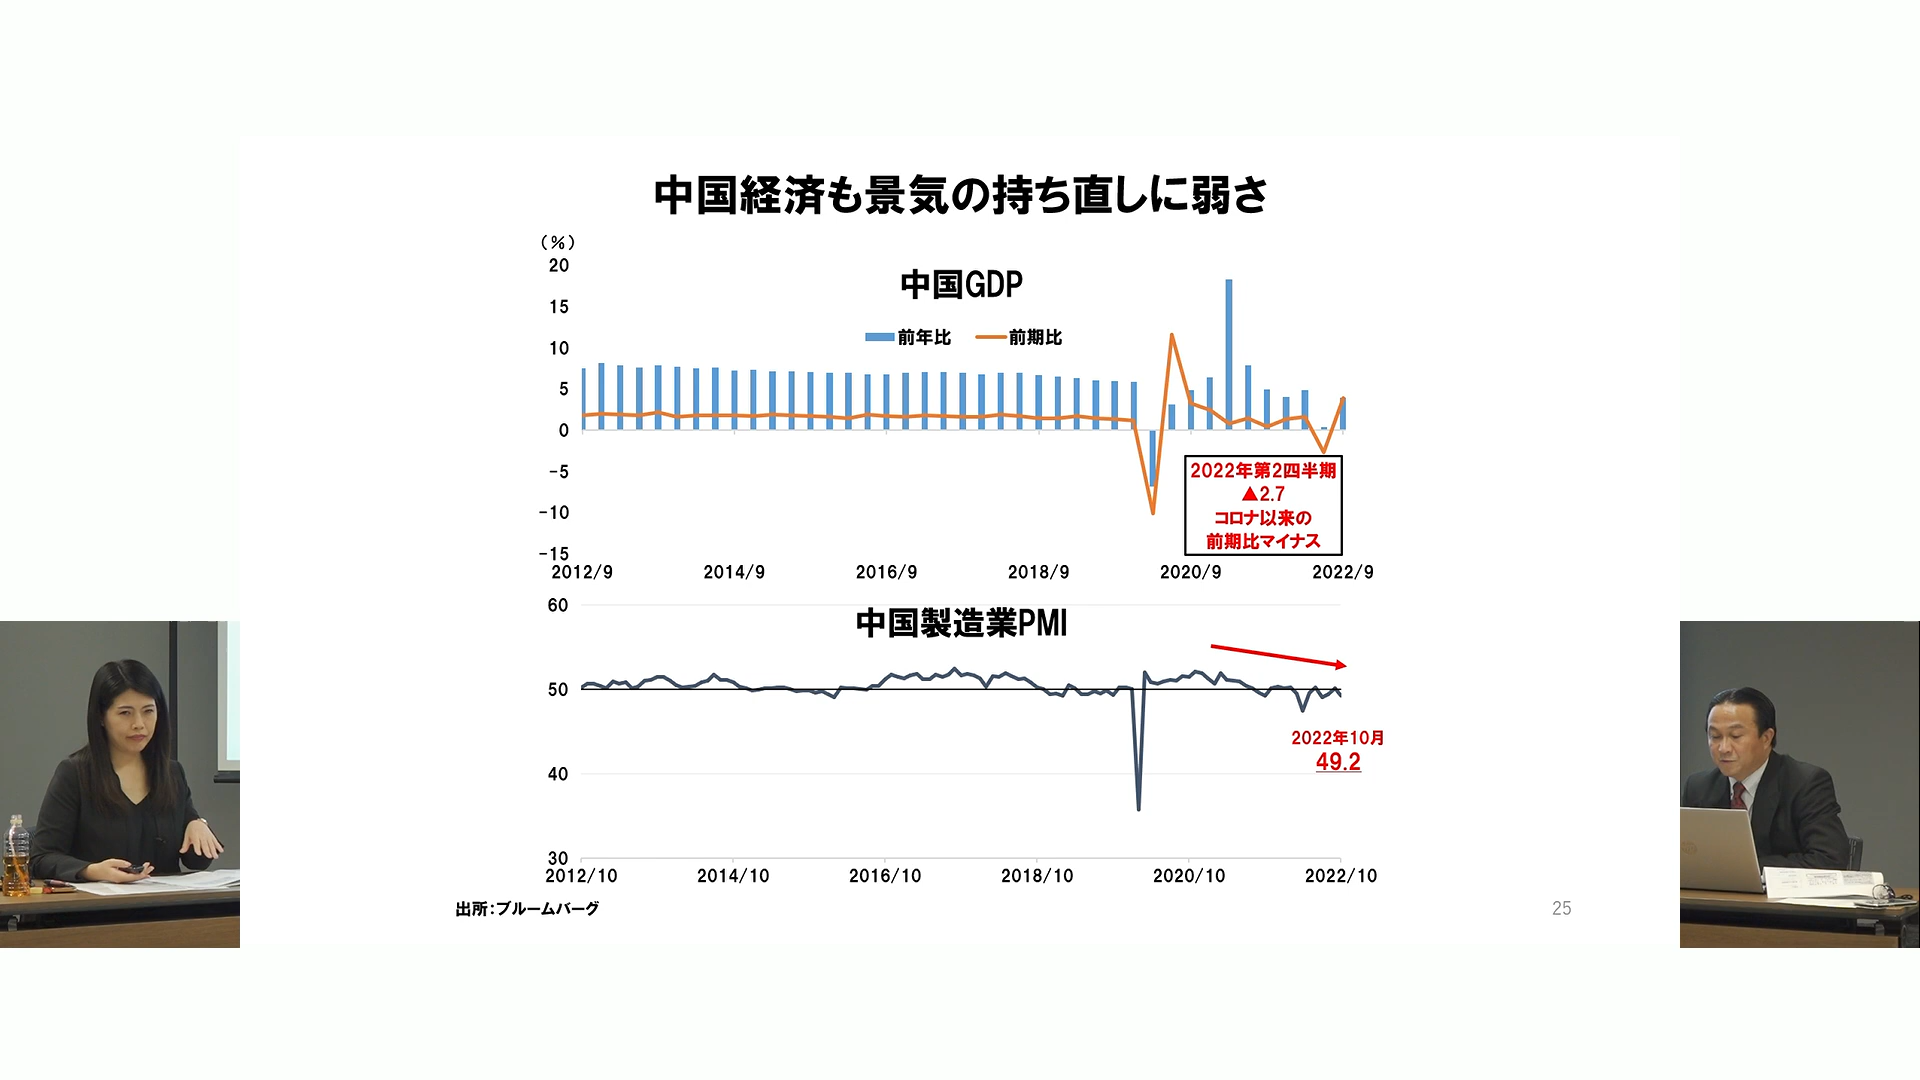 中国経済も景気の持ち直しに弱さ
（%）
中国GDP
前年比 前期比
20
15
10
5
0
-5
-10
-15
2022年第2四半期
▲2.7
コロナ以来の
前期比マイナス
2012/9 2014/9 2016/9 2018/9 2020/9 2022/9
中国製造業PMI
60
50
40
30
2022年10月
49.2
2012/10 2014/10 2016/10 2018/10 2020/10 2022/10
出所：ブルームバーグ
25